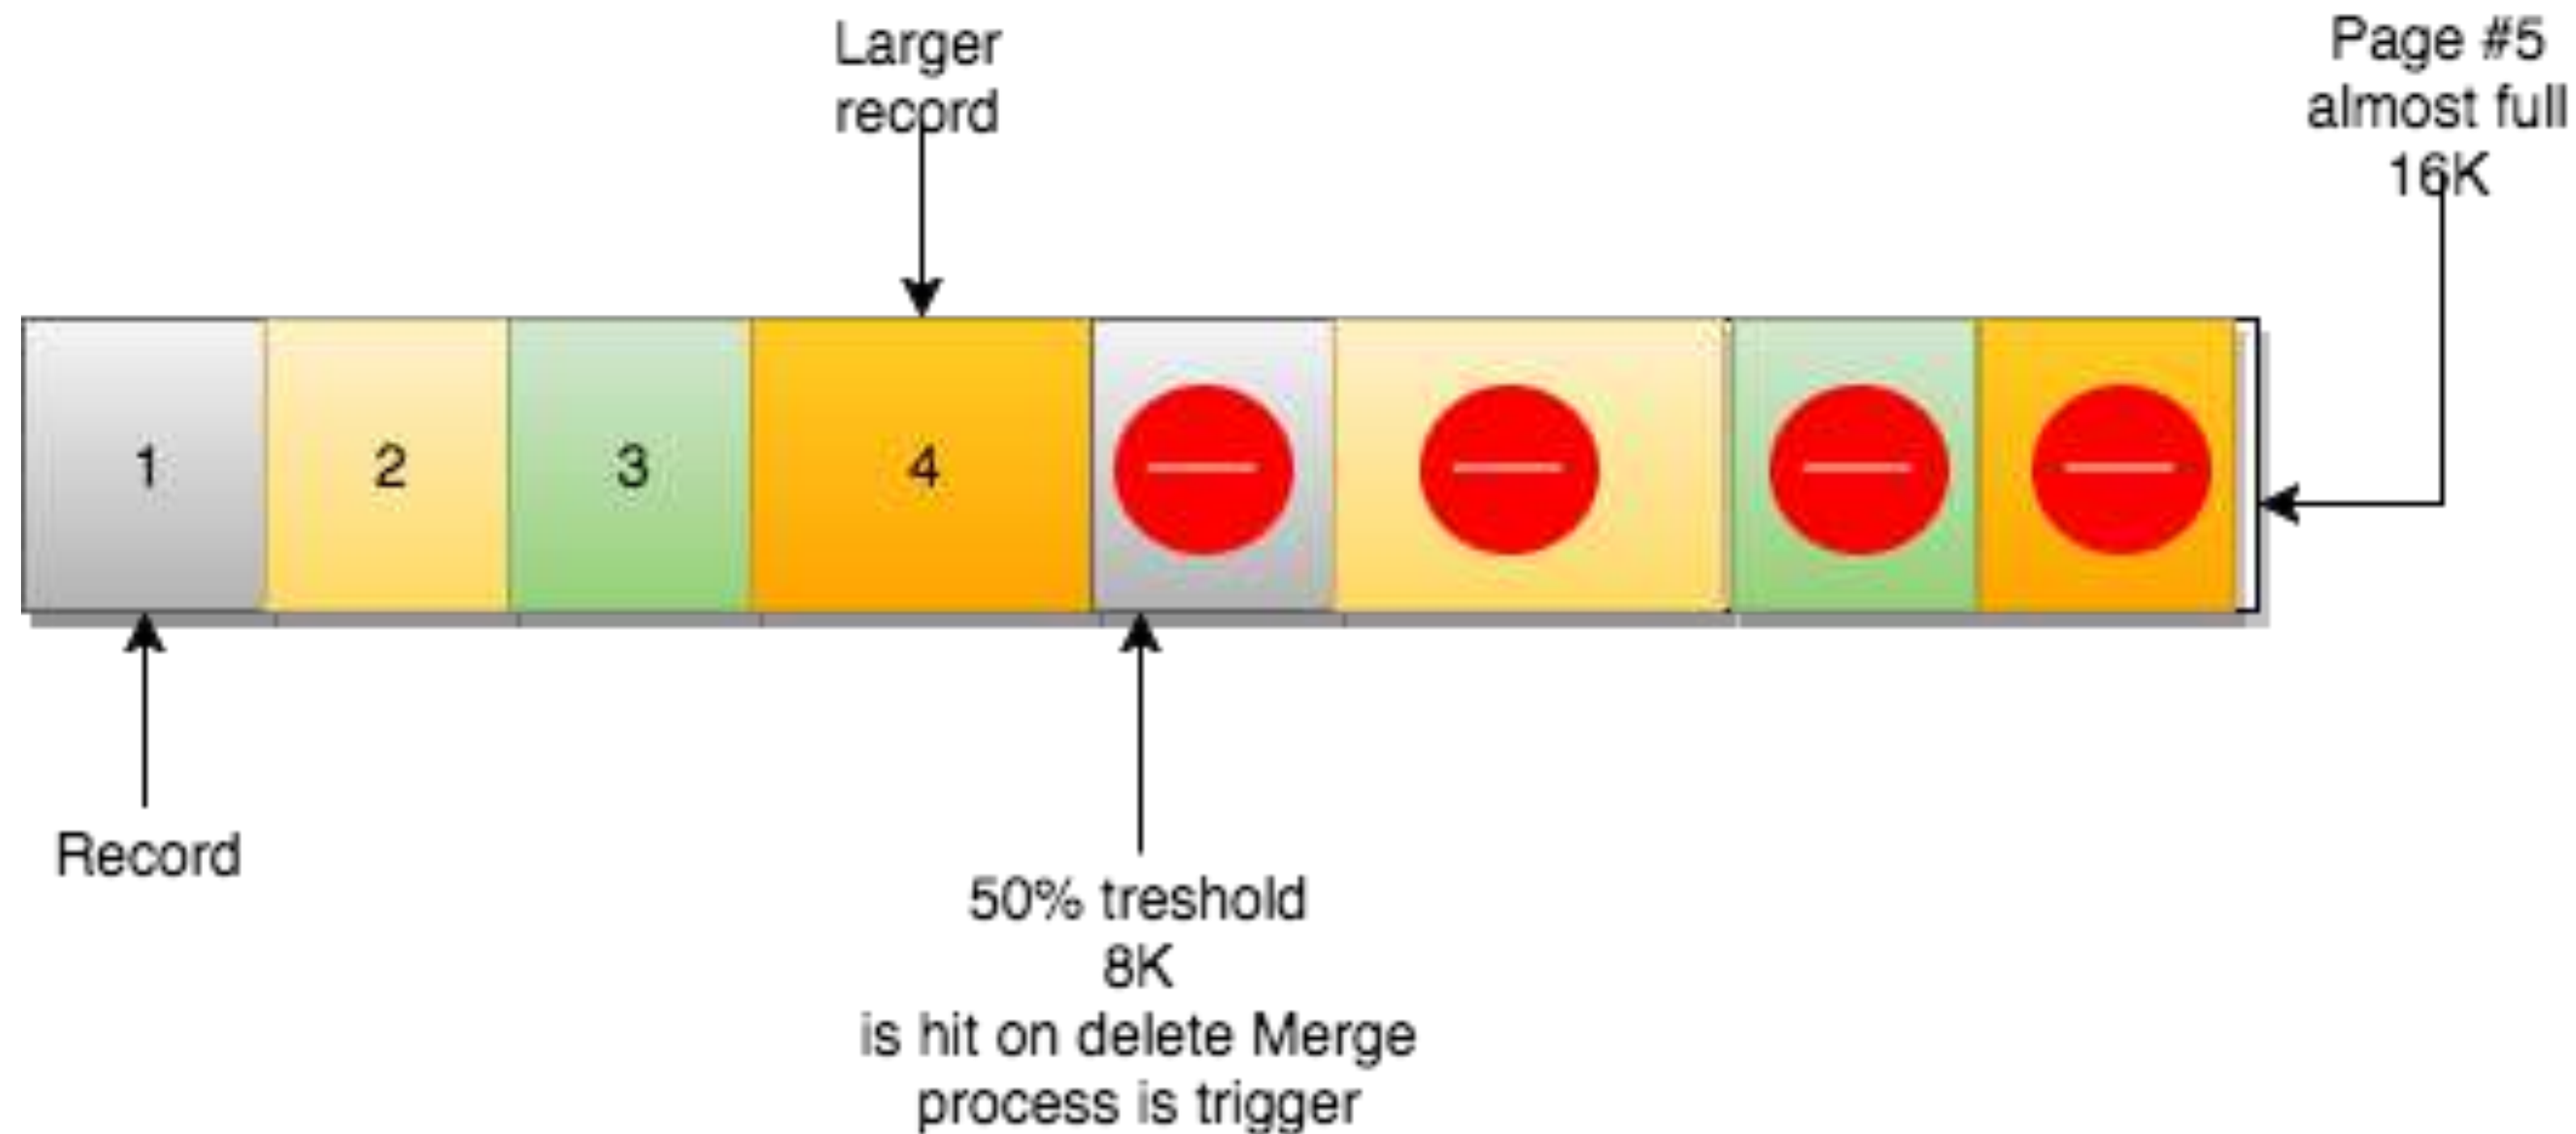 Larger
record
Page #5
almost full
16K
1
2
3
4
Record
50% treshold
8K
is hit on delete Merge
process is trigger